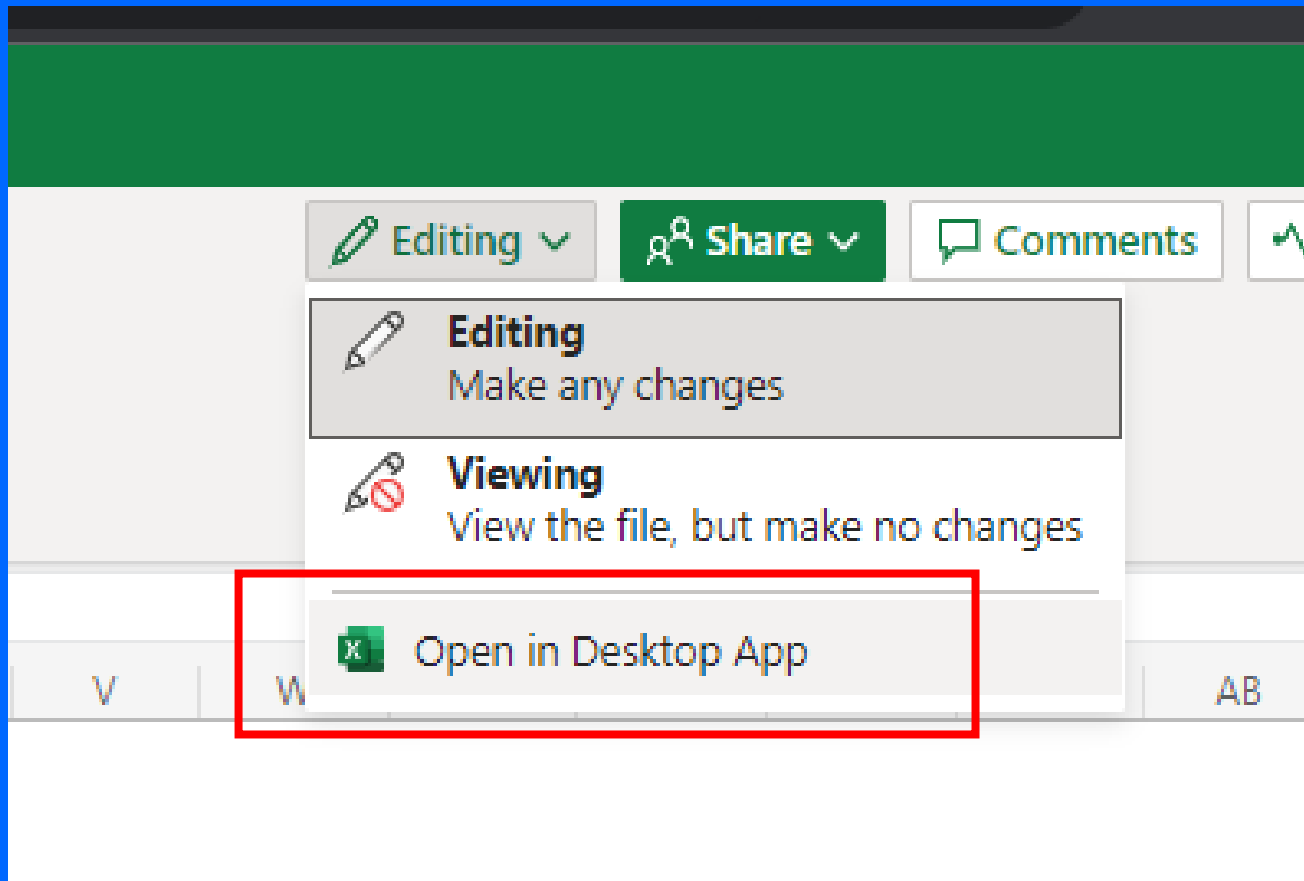 Editing Share Comments
Editing
Make any changes
Viewing
View the file, but make no changes
X Open in Desktop App
V W AB